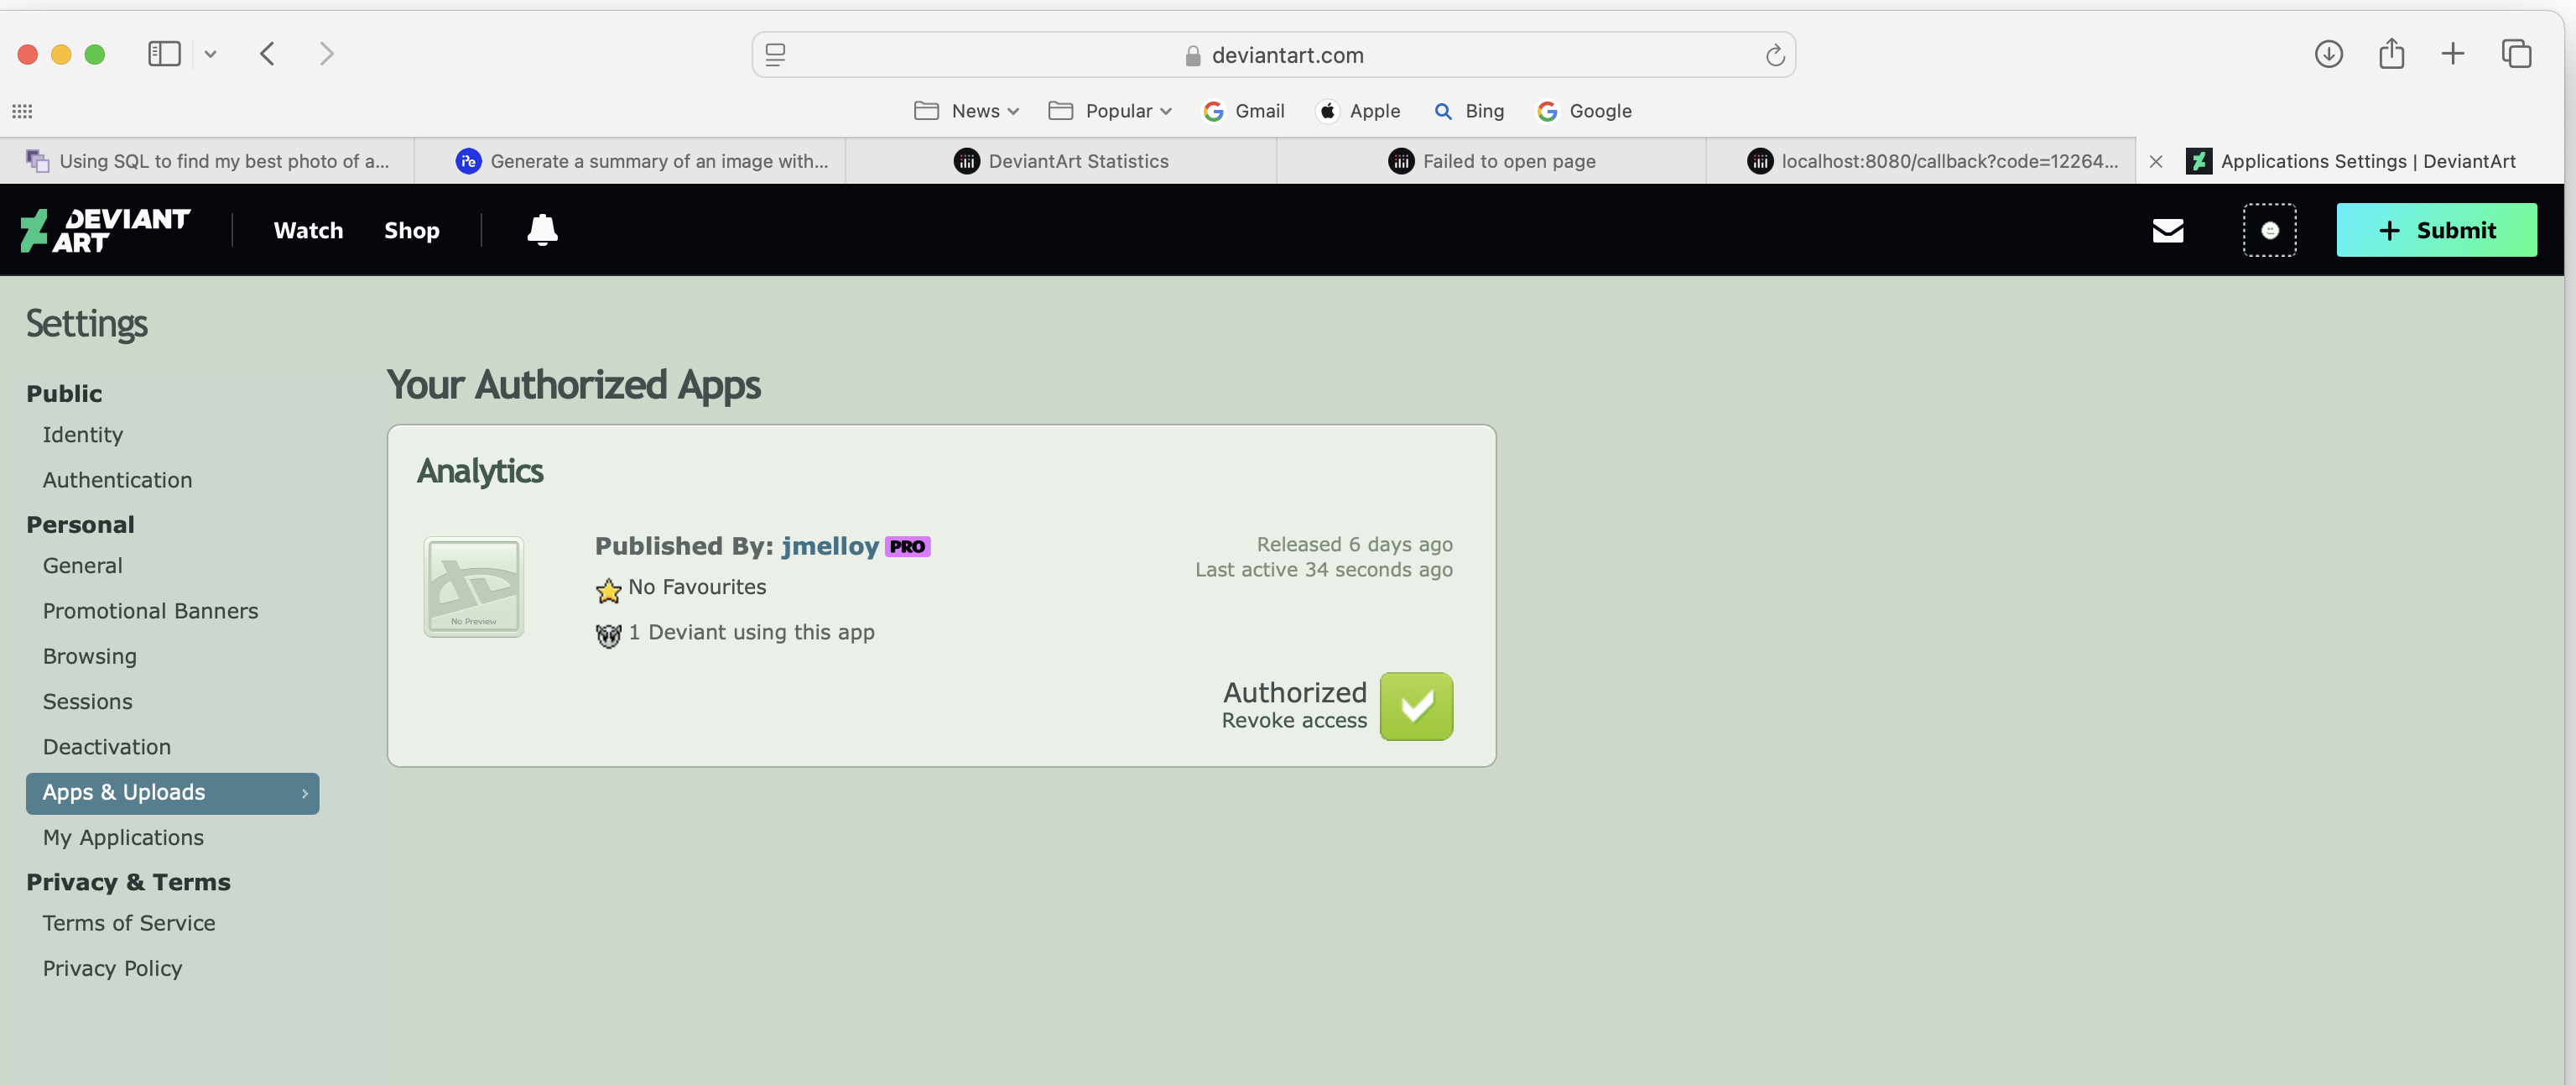 deviantart.com
News
Popular
Gmail
Apple
Bing
Google
Using SQL to find my best photo of a...
Generate a summary of an image with...
DeviantArt Statistics
Failed to open page
localhost:8080/callback?code=12264...
Applications Settings | DeviantArt
DEVIANT
ART
Watch
Shop
+ Submit
Settings
Public
Identity
Authentication
Personal
General
Promotional Banners
Browsing
Sessions
Deactivation
Apps & Uploads
My Applications
Privacy & Terms
Terms of Service
Privacy Policy
Your Authorized Apps
Analytics
No Preview
Published By: jmelloy PRO
No Favourites
1 Deviant using this app
Released 6 days ago
Last active 34 seconds ago
Authorized
Revoke access